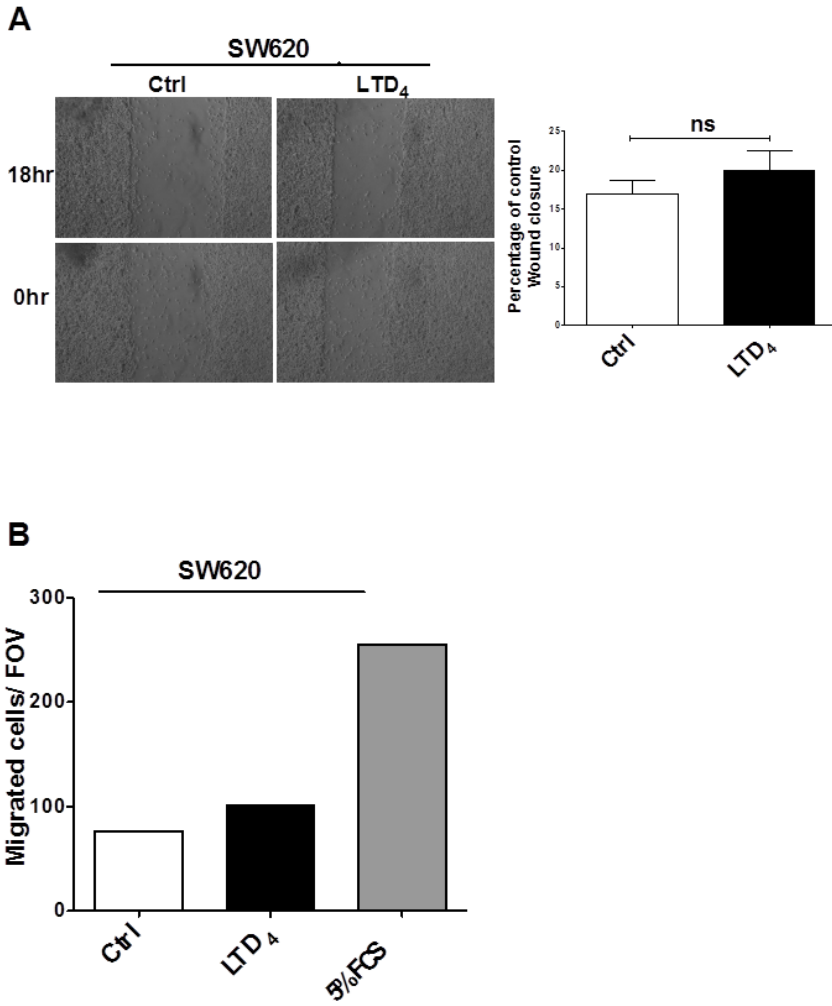 A
SW620
Ctrl
LTD4
18hr
0hr
Percentage of control
Wound closure
25
20
15
10
5
0
ns
Ctrl
LTD4
B
SW620
Migrated cells/ FOV
300
200
100
0
Ctrl
LTD4
5%FCS